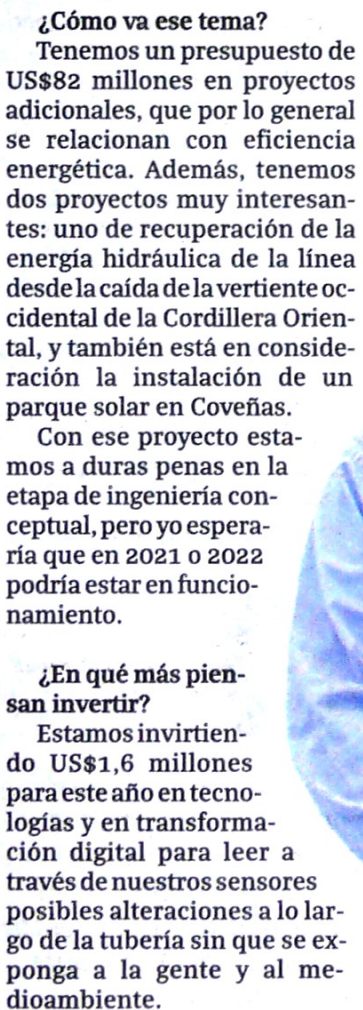 ¿Cómo va ese tema?
Tenemos un presupuesto de
US$82 millones en proyectos
adicionales, que por lo general
se relacionan con eficiencia
energética. Además, tenemos
dos proyectos muy interesan-
tes: uno de recuperación de la
energía hidráulica de la línea
desde la caída de la vertiente oc-
cidental de la Cordillera Orien-
tal, y también está en conside-
ración la instalación de un
parque solar en Coveñas.
Con ese proyecto esta-
mos a duras penas en la
etapa de ingeniería con-
ceptual, pero yo espera-
ría que en 2021 o 2022
podría estar en funcio-
namiento.
¿En qué más pien-
san invertir?
Estamos invirtien-
do US$1,6 millones
para este año en tecno-
logías y en transforma-
ción digital para leer a
través de nuestros sensores
posibles alteraciones a lo lar-
go de la tubería sin que se ex-
ponga a la gente y al me-
dioambiente.